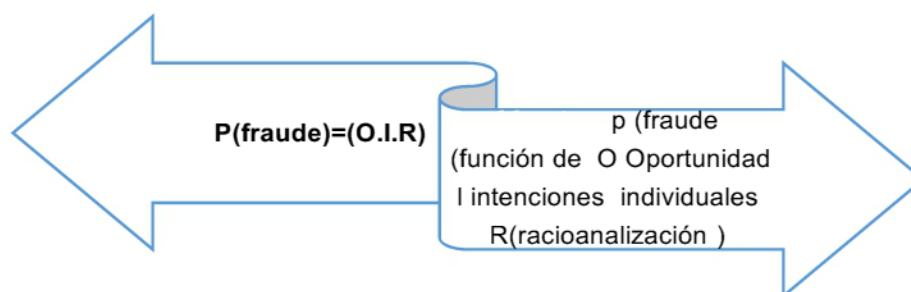 P(fraude)=(O.I.R)
p (fraude
(función de O Oportunidad
I intenciones individuales
R(racioanalización )